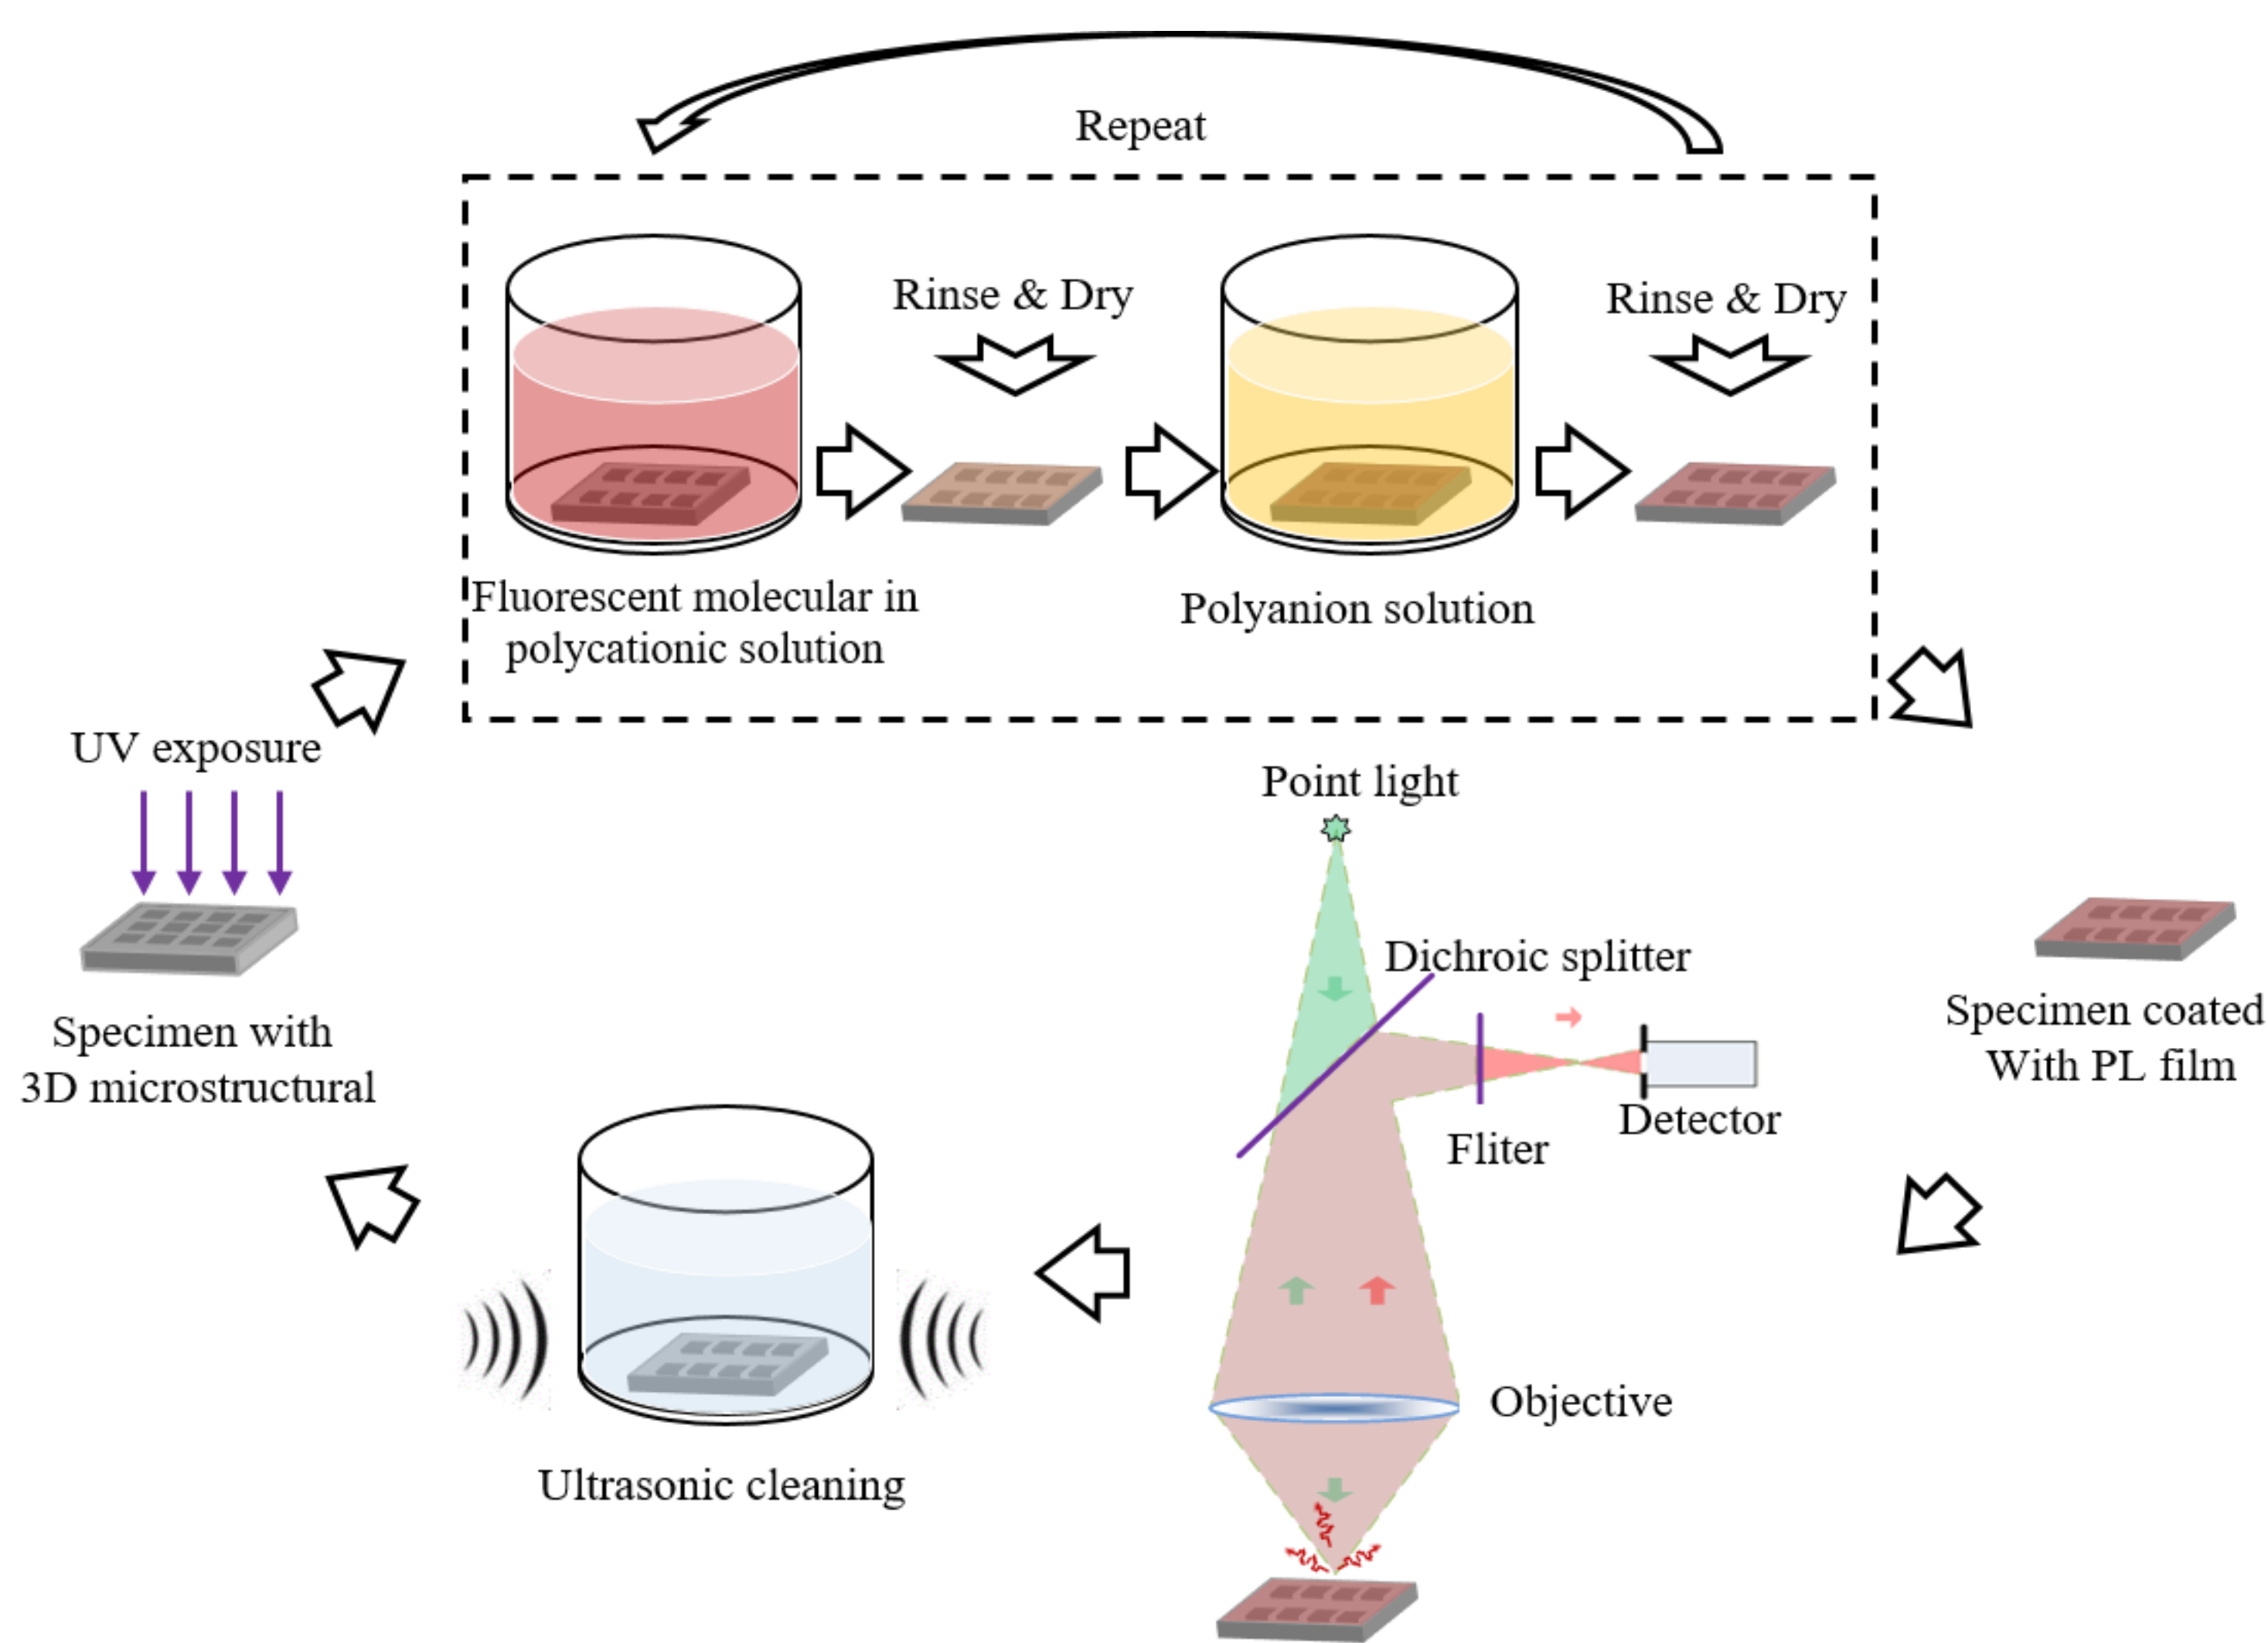 Repeat
Rinse & Dry
Rinse & Dry
Fluorescent molecular in
polycationic solution
Polyanion solution
UV exposure
Point light
Dichroic splitter
Specimen with
3D microstructural
Specimen coated
With PL film
Detector
Fliter
Objective
Ultrasonic cleaning